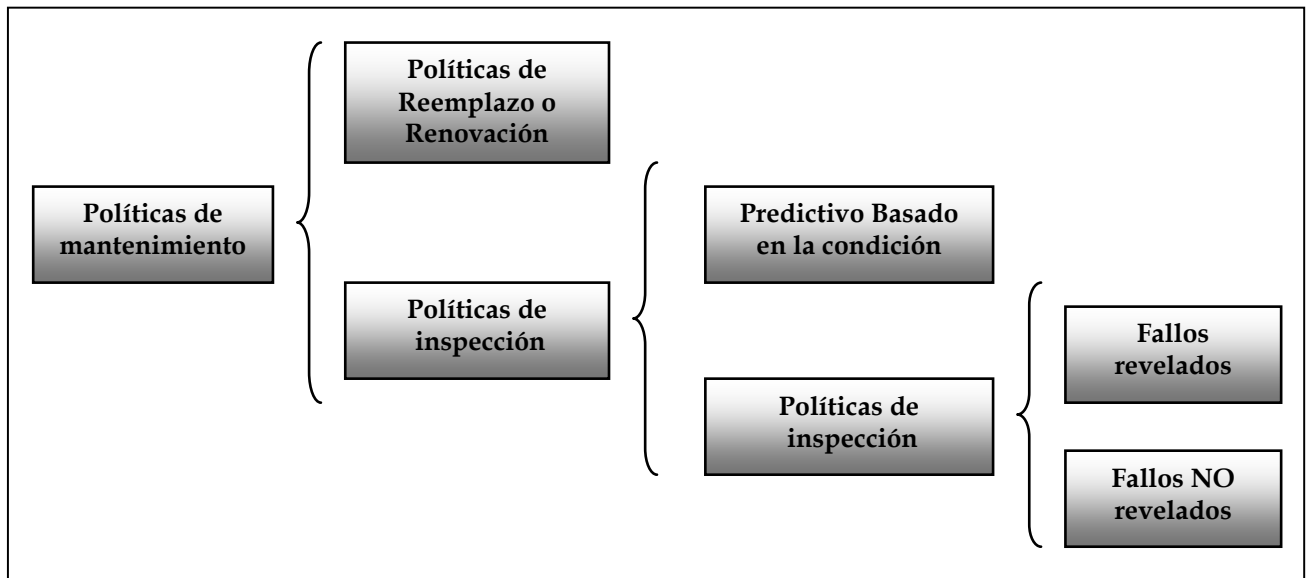 Políticas de
mantenimiento
Políticas de
Reemplazo o
Renovación
Políticas de
inspección
Predictivo Basado
en la condición
Políticas de
inspección
Fallos
revelados
Fallos NO
revelados